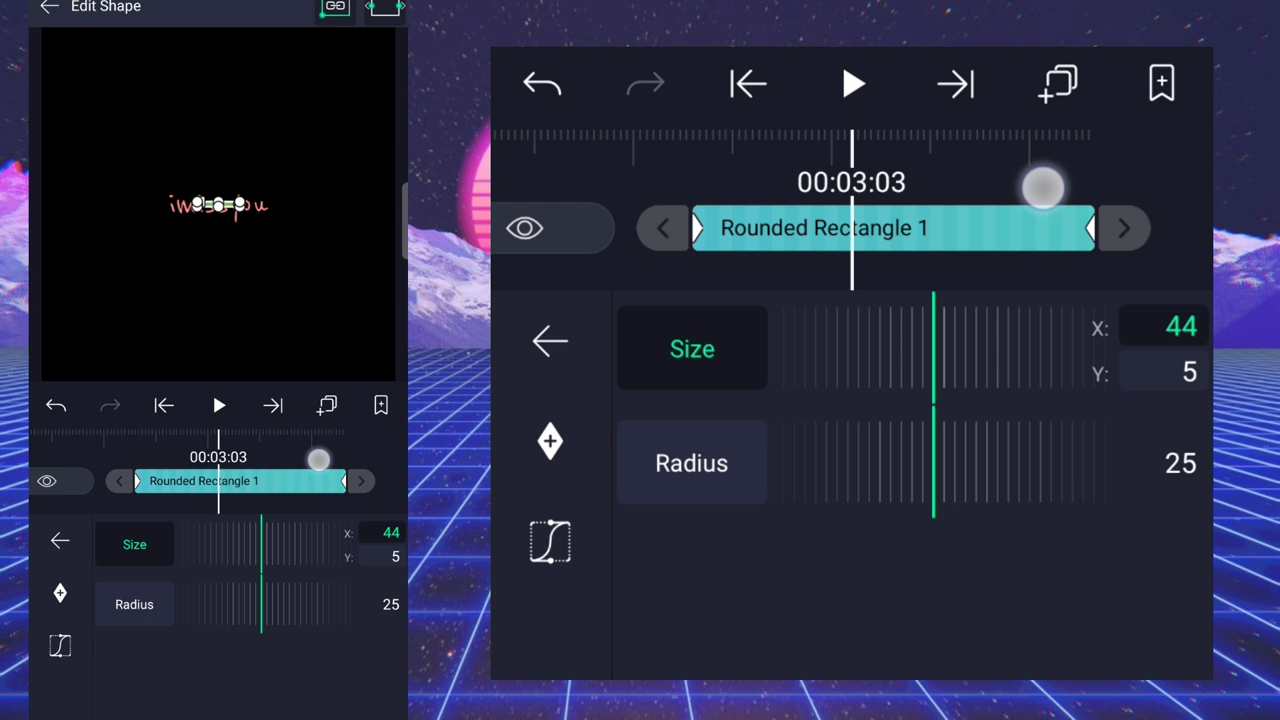 Edit Shape
00:03:03
Rounded Rectangle 1
Size
X: 44
Y: 5
Radius
25
00:03:03
Rounded Rectangle 1
Size
X: 44
Y: 5
Radius
25